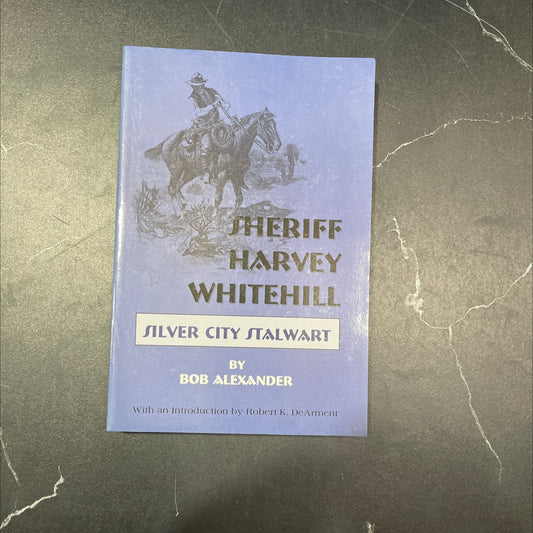 SHERIFF
HARVEY
WHITEHILL
SILVER CITY STALWART
BY
BOB ALEXANDER
With an Introduction by Robert K. DeArment